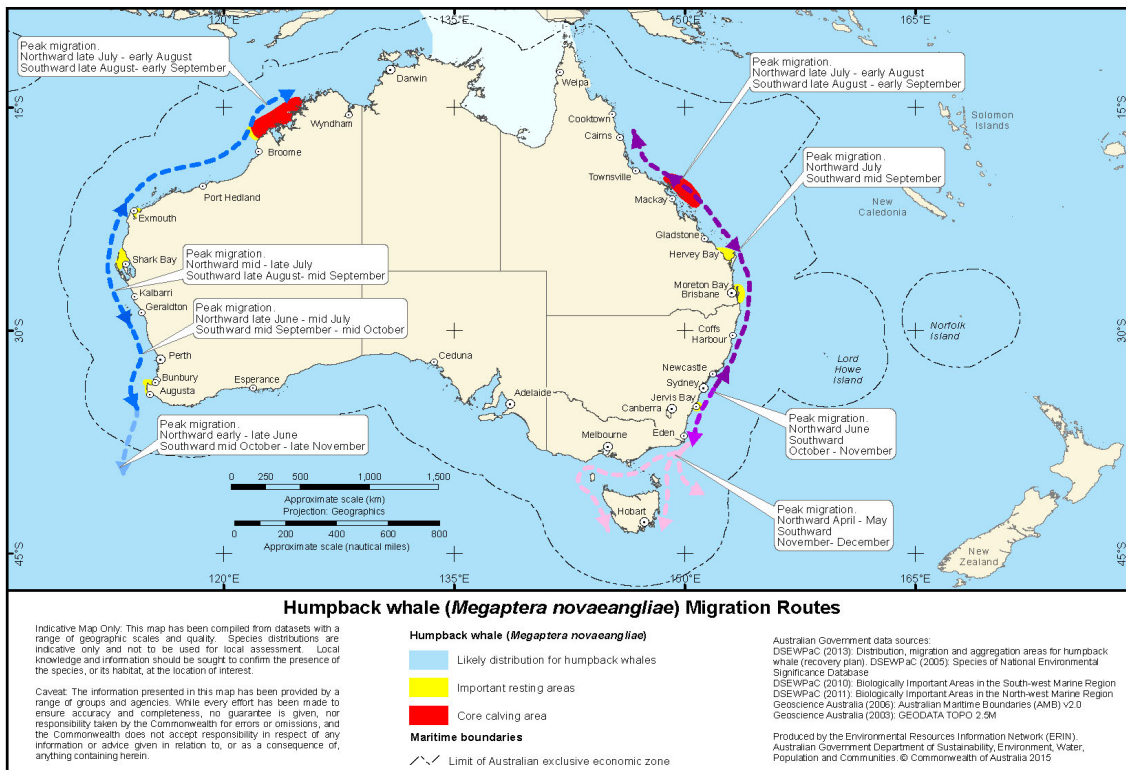 120°E
135°E
150°E
165°E
Peak migration.
Northward late July - early August
Southward late August- early September
Darwin
Weipa
Peak migration.
Northward late July - early August
Southward late August - early September
15°S
15°S
Wyndham
Cooktown
Cairns
Solomon
Islands
Broome
Townsville
Peak migration.
Northward July
Southward mid September
Port Hedland
Mackay
New
Caledonia
Exmouth
Gladstone
Peak migration.
Northward mid - late July
Southward late August- mid September
Hervey Bay
Shark Bay
Kalbarri
Moreton Bay
Brisbane
Geraldton
Peak migration.
Northward late June - mid July
Southward mid September - mid October
30°S
30°S
Coffs
Harbour
Norfolk
Island
Lord
Howe
Island
Perth
Ceduna
Newcastle
Bunbury
Esperance
Sydney
Augusta
Adelaide
Jervis Bay
Canberra
Peak migration.
Northward June
Southward
October - November
Peak migration.
Northward early - late June
Southward mid October - late November
Melbourne
Eden
0 250 500 1,000 1,500
Approximate scale (km)
Projection: Geographics
0 200 400 600 800
Approximate scale (nautical miles)
Hobart
Peak migration.
Northward April - May
Southward
November- December
45°S
45°S
New
Zealand
120°E
135°E
150°E
165°E
Humpback whale (Megaptera novaeangliae) Migration Routes
Indicative Map Only: This map has been compiled from datasets with a
range of geographic scales and quality. Species distributions are
indicative only and not to be used for local assessment. Local
knowledge and information should be sought to confirm the presence of
the species, or its habitat, at the location of interest.
Caveat: The information presented in this map has been provided by a
range of groups and agencies. While every effort has been made to
ensure accuracy and completeness, no guarantee is given, nor
responsibility taken by the Commonwealth for errors or omissions, and
the Commonwealth does not accept responsibility in respect of any
information or advice given in relation to, or as a consequence of,
anything containing herein.
Humpback whale (Megaptera novaeangliae)
Likely distribution for humpback whales
Important resting areas
Core calving area
Maritime boundaries
Limit of Australian exclusive economic zone
Australian Government data sources:
DSEWPaC (2013): Distribution, migration and aggregation areas for humpback
whale (recovery plan). DSEWPaC (2005): Species of National Environmental
Significance Database
DSEWPaC (2010): Biologically Important Areas in the South-west Marine Region
DSEWPaC (2011): Biologically Important Areas in the North-west Marine Region
Geoscience Australia (2006): Australian Maritime Boundaries (AMB) v2.0
Geoscience Australia (2003): GEODATA TOPO 2.5M
Produced by the Environmental Resources Information Network (ERIN).
Australian Government Department of Sustainability, Environment, Water,
Population and Communities. © Commonwealth of Australia 2015